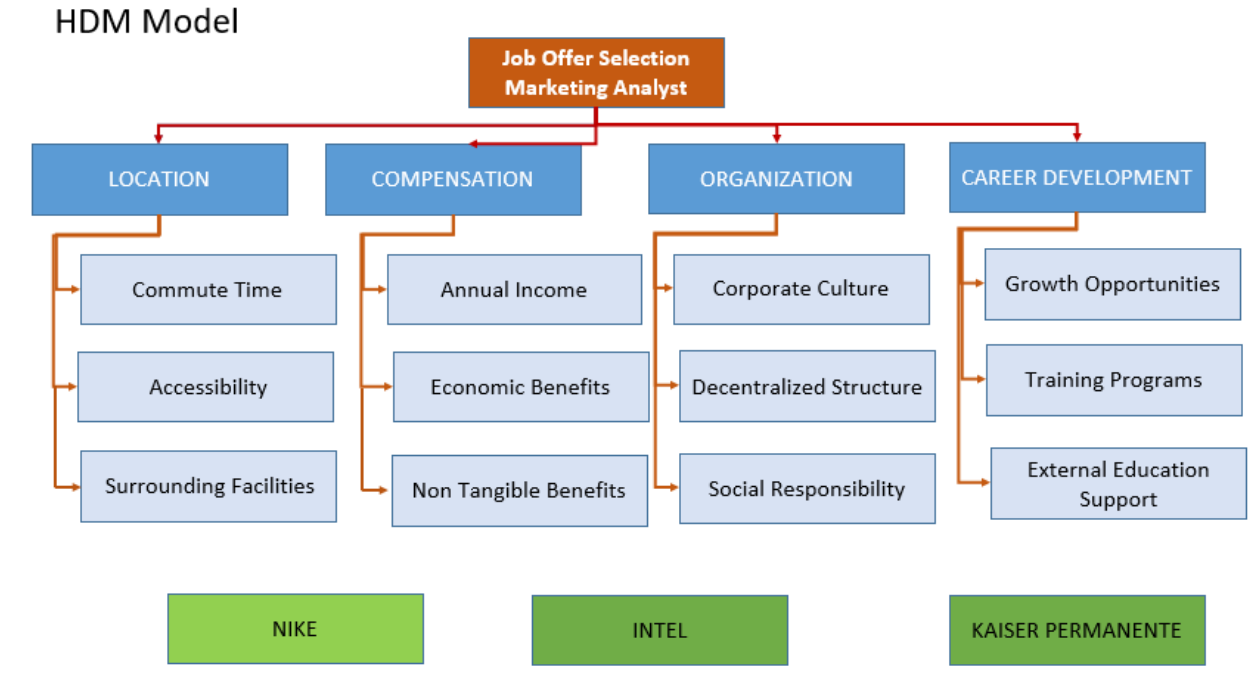 HDM Model
Job Offer Selection
Marketing Analyst
LOCATION
COMPENSATION
ORGANIZATION
CAREER DEVELOPMENT
Commute Time
Annual Income
Corporate Culture
Growth Opportunities
Accessibility
Economic Benefits
Decentralized Structure
Training Programs
Surrounding Facilities
Non Tangible Benefits
Social Responsibility
External Education
Support
NIKE
INTEL
KAISER PERMANENTE